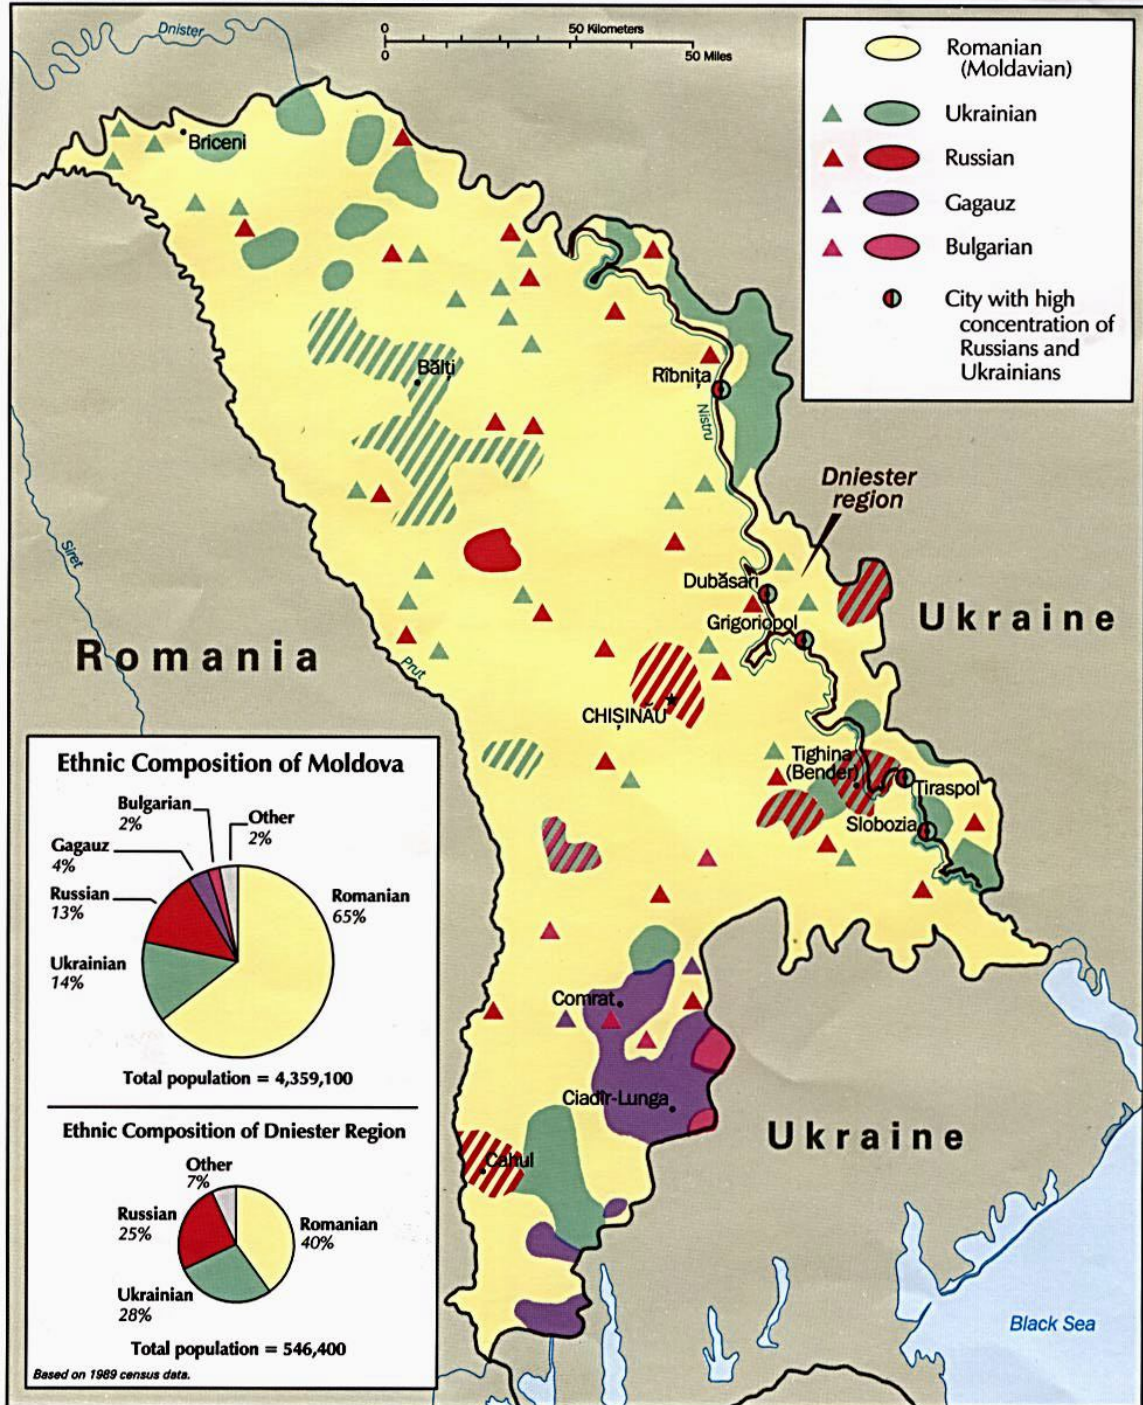 Dnister
0 50 Kilometers
0 50 Miles
Romanian
(Moldavian)
Ukrainian
Russian
Gagauz
Bulgarian
City with high
concentration of
Russians and
Ukrainians
Briceni
Bălți
Rîbnița
Nistru
Dniester
region
Siret
Dubăsari
Grigoriopol
Ukraine
Romania
Prut
CHIȘINĂU
Tighina
(Bender)
Tiraspol
Slobozia
Comrat
Ciadîr-Lunga
Cahul
Ukraine
Black Sea
Ethnic Composition of Moldova
Bulgarian
2%
Other
2%
Gagauz
4%
Russian
13%
Romanian
65%
Ukrainian
14%
Total population = 4,359,100
Ethnic Composition of Dniester Region
Other
7%
Russian
25%
Romanian
40%
Ukrainian
28%
Total population = 546,400
Based on 1989 census data.